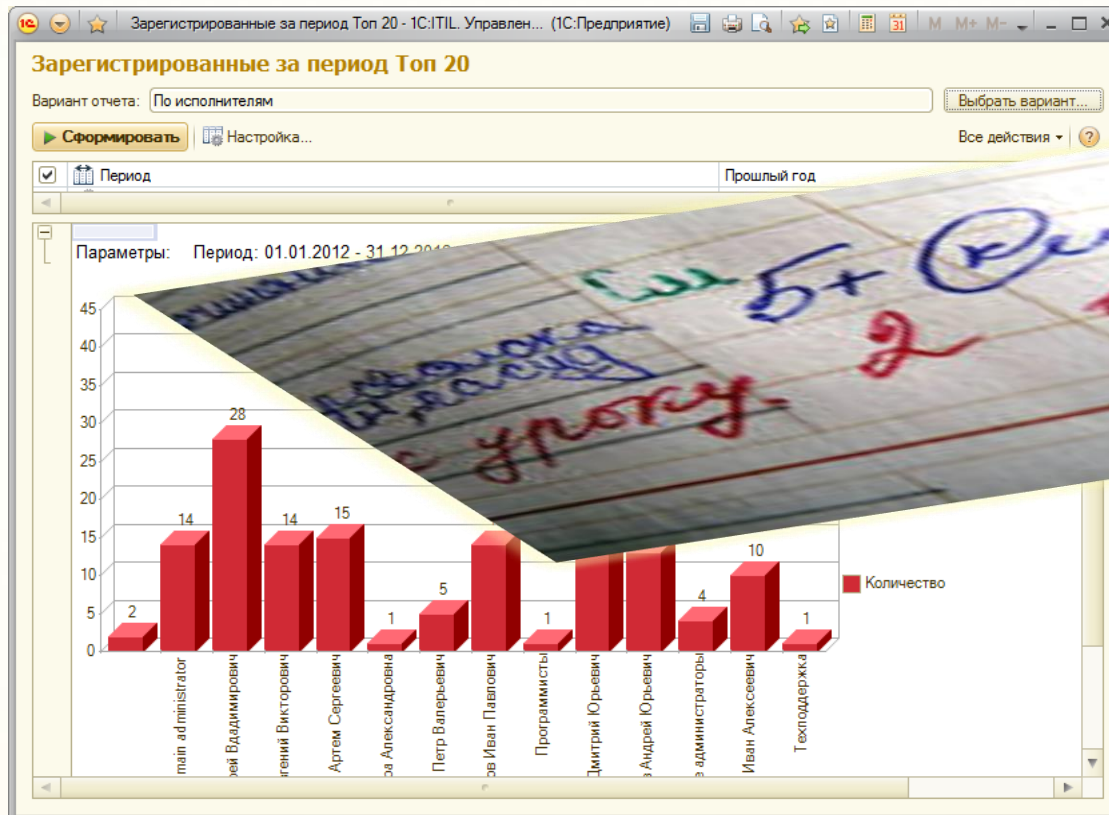 Зарегистрированные за период Топ 20 - 1С:ITIL. Управлен... (1С:Предприятие)
M M+ M-
Зарегистрированные за период Топ 20
Вариант отчета: По исполнителям Выбрать вариант...
Сформировать Настройка... Все действия
Период Прошлый год
Параметры: Период: 01.01.2012 - 31.12
5+
2
уроку.
45
40
35
30
25
20
15
10
5
0
2
14
28
14
15
1
5
1
4
10
1
Количество
main administrator
рей Вдадимирович
гений Викторович
Артем Сергеевич
ра Александровна
Петр Валерьевич
ов Иван Павлович
Программисты
Дмитрий Юрьевич
в Андрей Юрьевич
е администраторы
Иван Алексеевич
Техподдержка